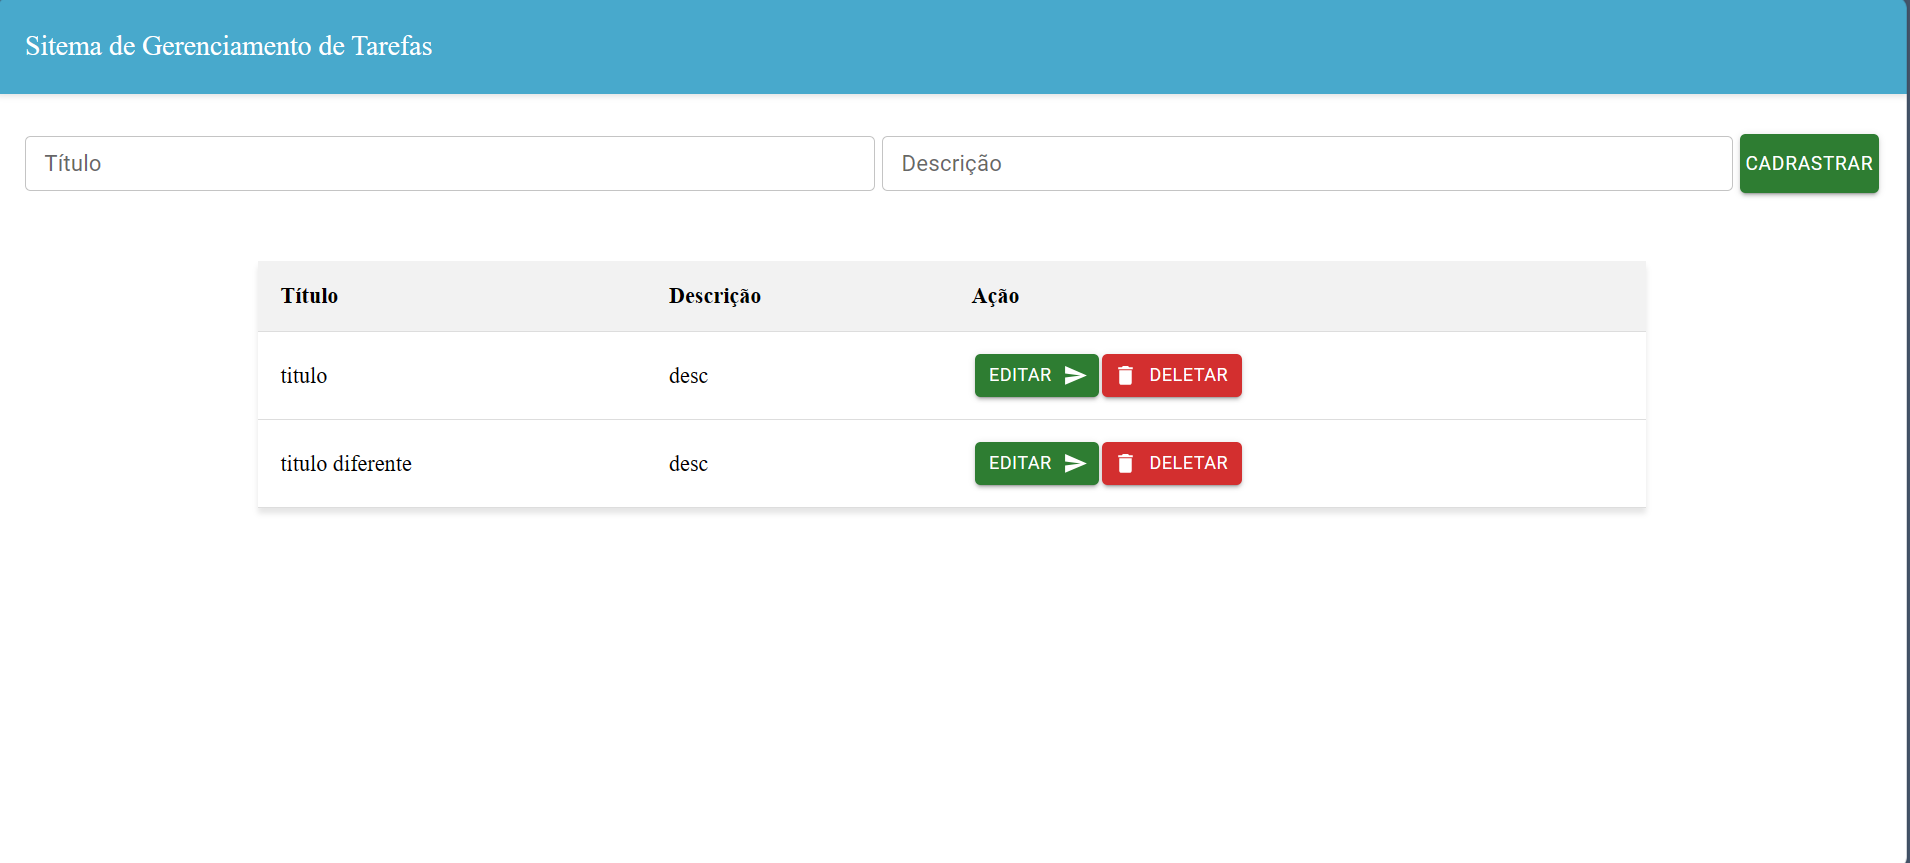 Sitema de Gerenciamento de Tarefas
Título Descrição CADRASTRAR
Título Descrição Ação
titulo desc EDITAR DELETAR
titulo diferente desc EDITAR DELETAR